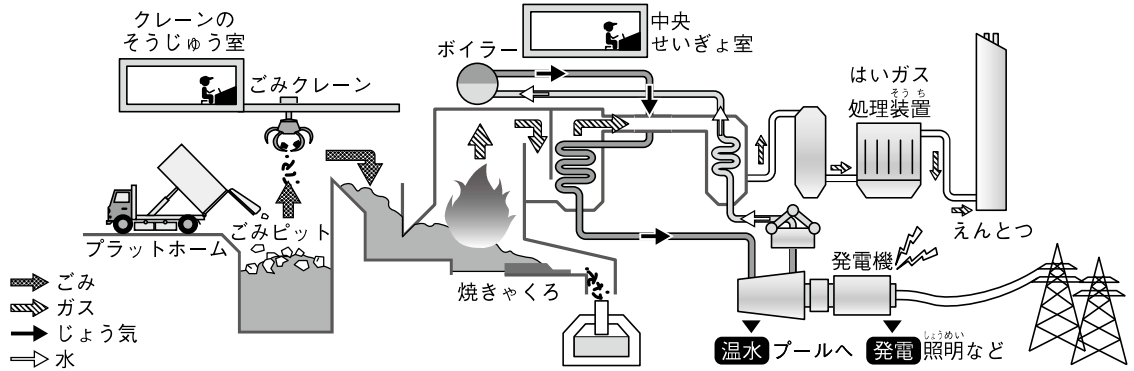 クレーンの
そうじゅう室
ごみクレーン
ボイラー
中央
せいぎょ室
はいガス
そうち
処理装置
プラットホーム
ごみピット
焼きゃくろ
えんとつ
発電機
ごみ
ガス
じょう気
水
温水 プールへ
しょうめい
発電 照明など